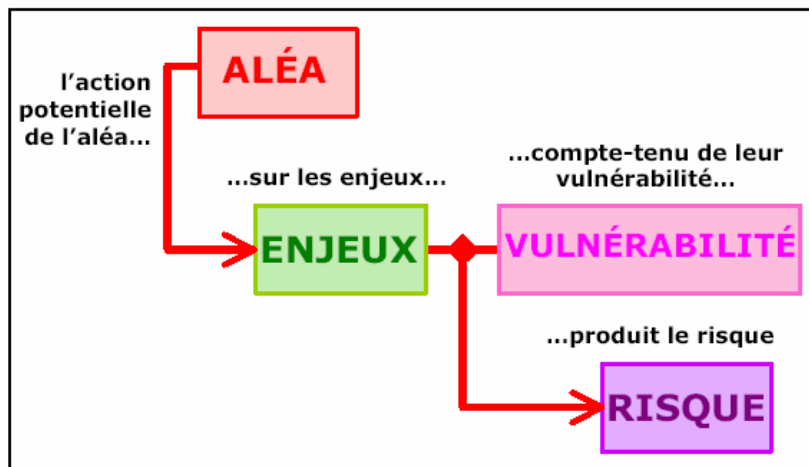 ALÉA
l'action
potentielle
de l'aléa...
...sur les enjeux...
...compte-tenu de leur
vulnérabilité...
ENJEUX
VULNÉRABILITÉ
...produit le risque
RISQUE